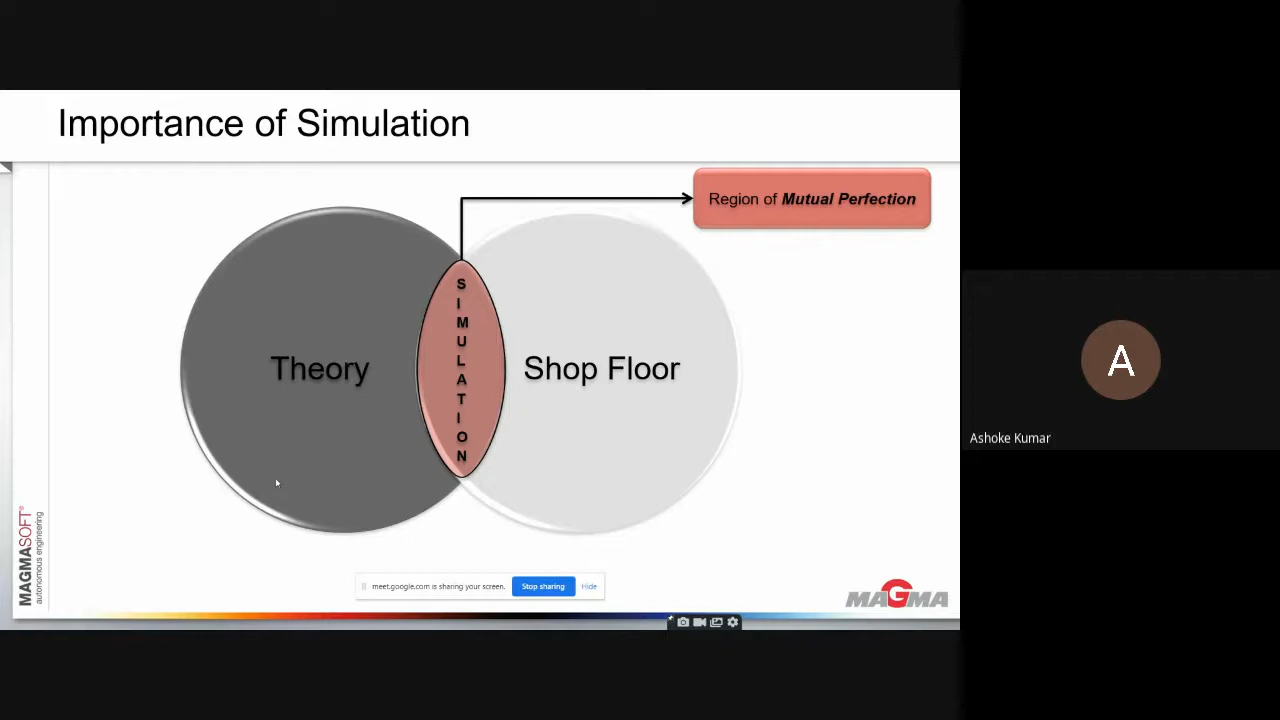 Importance of Simulation
Region of Mutual Perfection
SIMULATION
Theory
Shop Floor
A
Ashoke Kumar
MAGMASOFT®
autonomous engineering
meet.google.com is sharing your screen.
Stop sharing
Hide
MAGMA